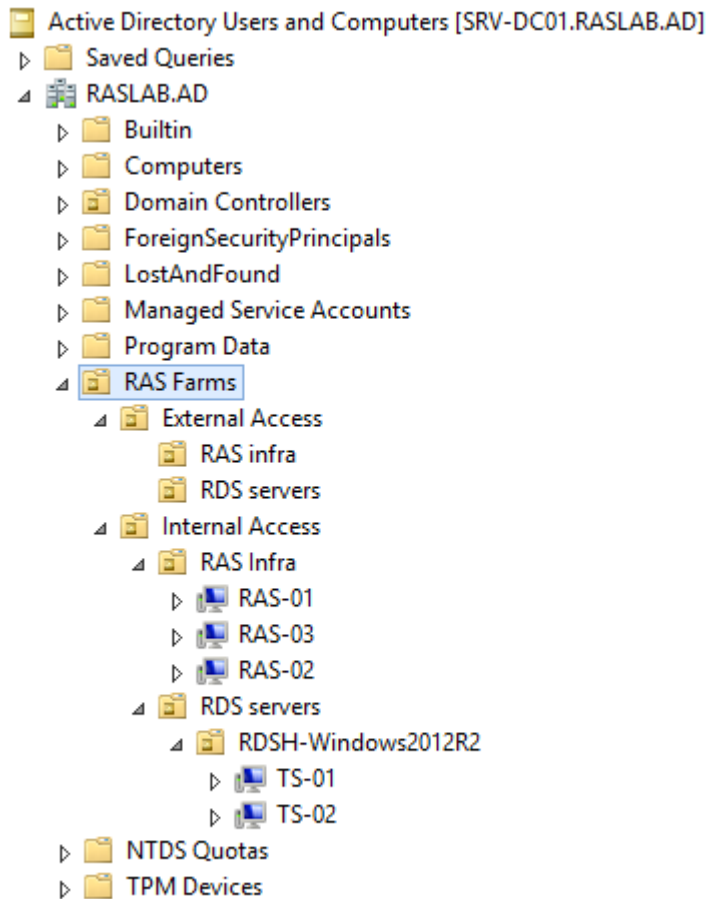 Active Directory Users and Computers [SRV-DC01.RASLAB.AD]
Saved Queries
RASLAB.AD
Builtin
Computers
Domain Controllers
ForeignSecurityPrincipals
LostAndFound
Managed Service Accounts
Program Data
RAS Farms
External Access
RAS infra
RDS servers
Internal Access
RAS Infra
RAS-01
RAS-03
RAS-02
RDS servers
RDSH-Windows2012R2
TS-01
TS-02
NTDS Quotas
TPM Devices